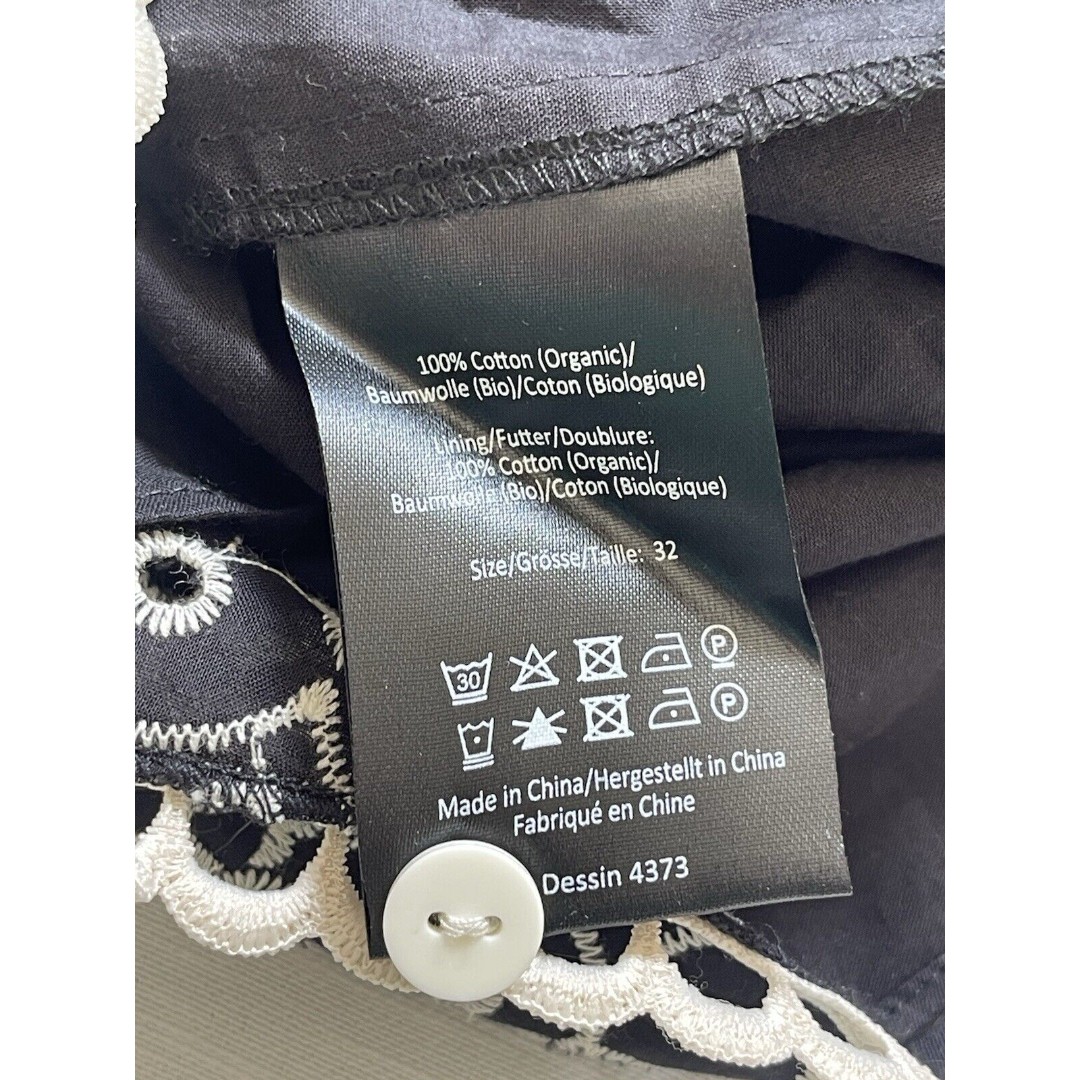 100% Cotton (Organic)/
Baumwolle (Bio)/Coton (Biologique)
Lining/Futter/Doublure:
100% Cotton (Organic)/
Baumwolle (Bio)/Coton (Biologique)
Size/Grösse/Taille: 32
30 P
P
Made in China/Hergestellt in China
Fabriqué en Chine
Dessin 4373